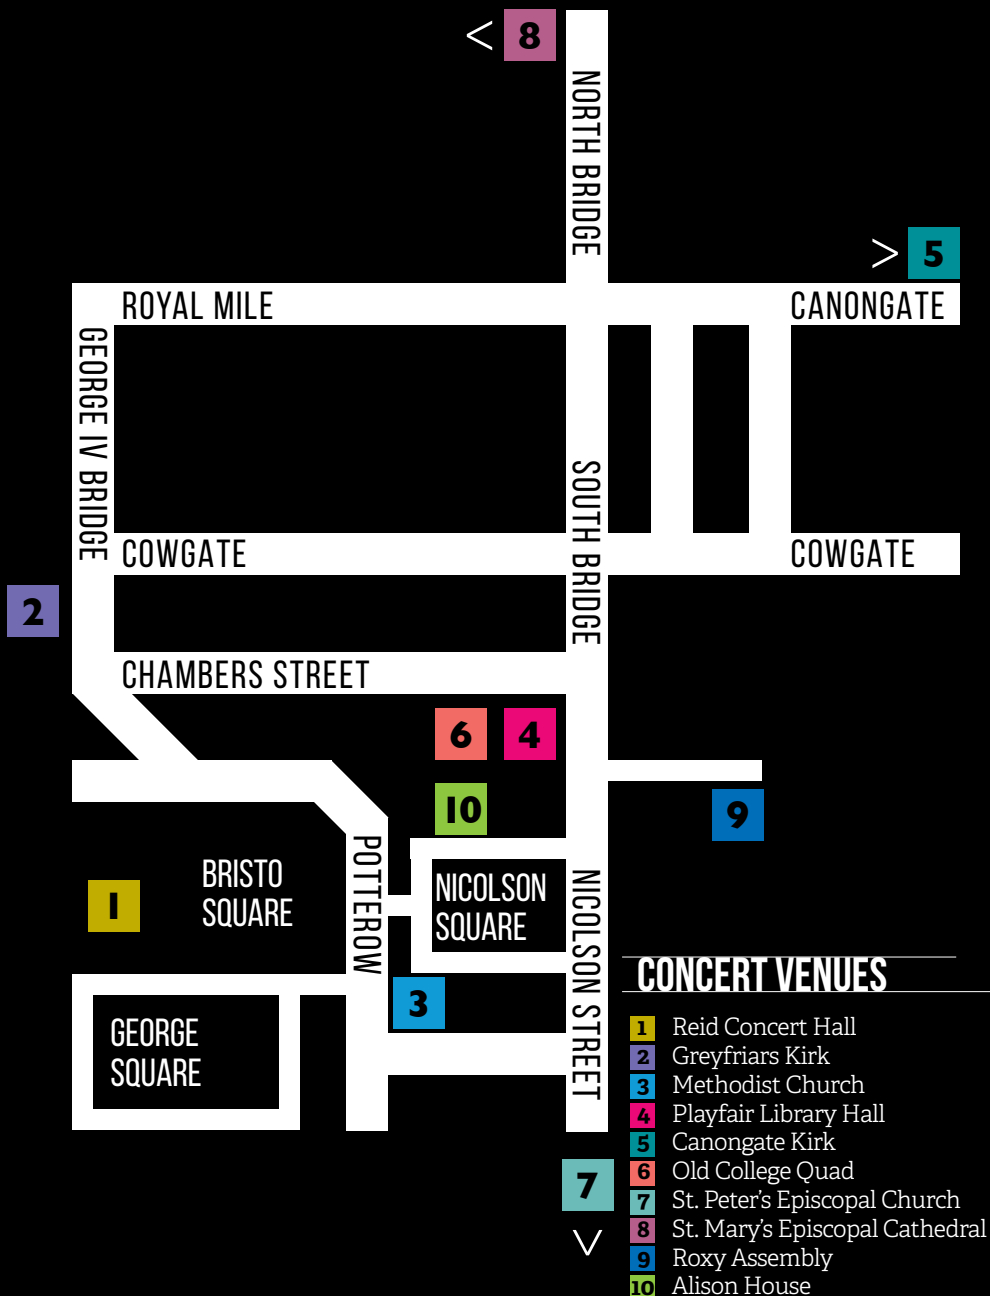 < 8
NORTH BRIDGE
> 5
ROYAL MILE
CANONGATE
GEORGE IV BRIDGE
SOUTH BRIDGE
COWGATE
COWGATE
2
CHAMBERS STREET
6
4
10
9
POTTERROW
BRISTO
SQUARE
1
NICOLSON
SQUARE
NICOLSON STREET
3
GEORGE
SQUARE
7
>
CONCERT VENUES
1 Reid Concert Hall
2 Greyfriars Kirk
3 Methodist Church
4 Playfair Library Hall
5 Canongate Kirk
6 Old College Quad
7 St. Peter's Episcopal Church
8 St. Mary's Episcopal Cathedral
9 Roxy Assembly
10 Alison House